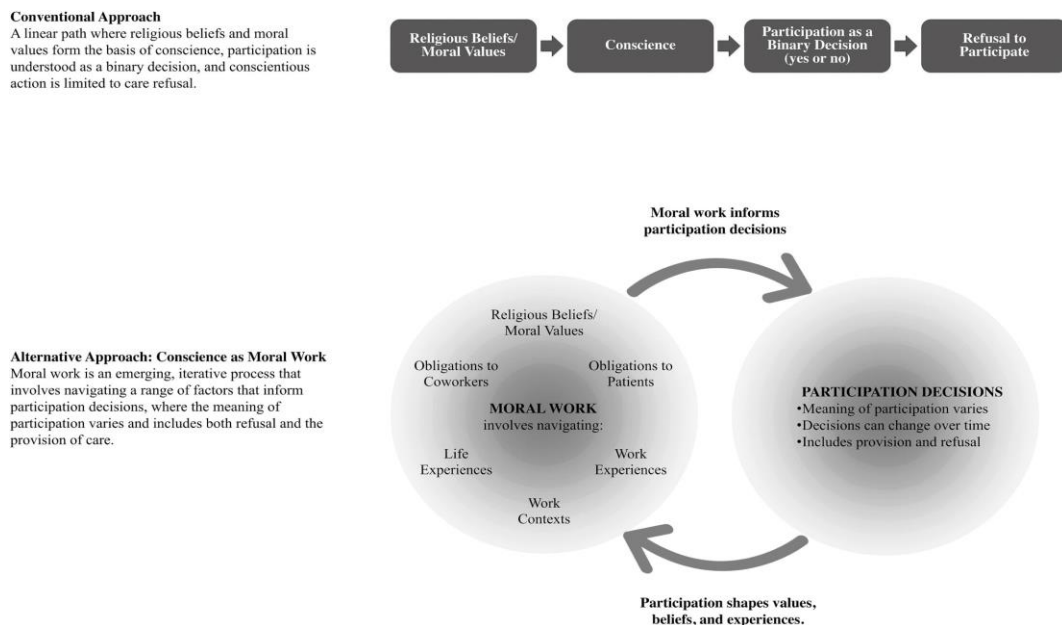 Conventional Approach
A linear path where religious beliefs and moral
values form the basis of conscience, participation is
understood as a binary decision, and conscientious
action is limited to care refusal.
Religious Beliefs/
Moral Values
Conscience
Participation as a
Binary Decision
(yes or no)
Refusal to
Participate
Moral work informs
participation decisions
Alternative Approach: Conscience as Moral Work
Moral work is an emerging, iterative process that
involves navigating a range of factors that inform
participation decisions, where the meaning of
participation varies and includes both refusal and the
provision of care.
Religious Beliefs/
Moral Values
Obligations to
Coworkers
Obligations to
Patients
MORAL WORK
involves navigating:
Life
Experiences
Work
Experiences
Work
Contexts
PARTICIPATION DECISIONS
•Meaning of participation varies
•Decisions can change over time
•Includes provision and refusal
Participation shapes values,
beliefs, and experiences.